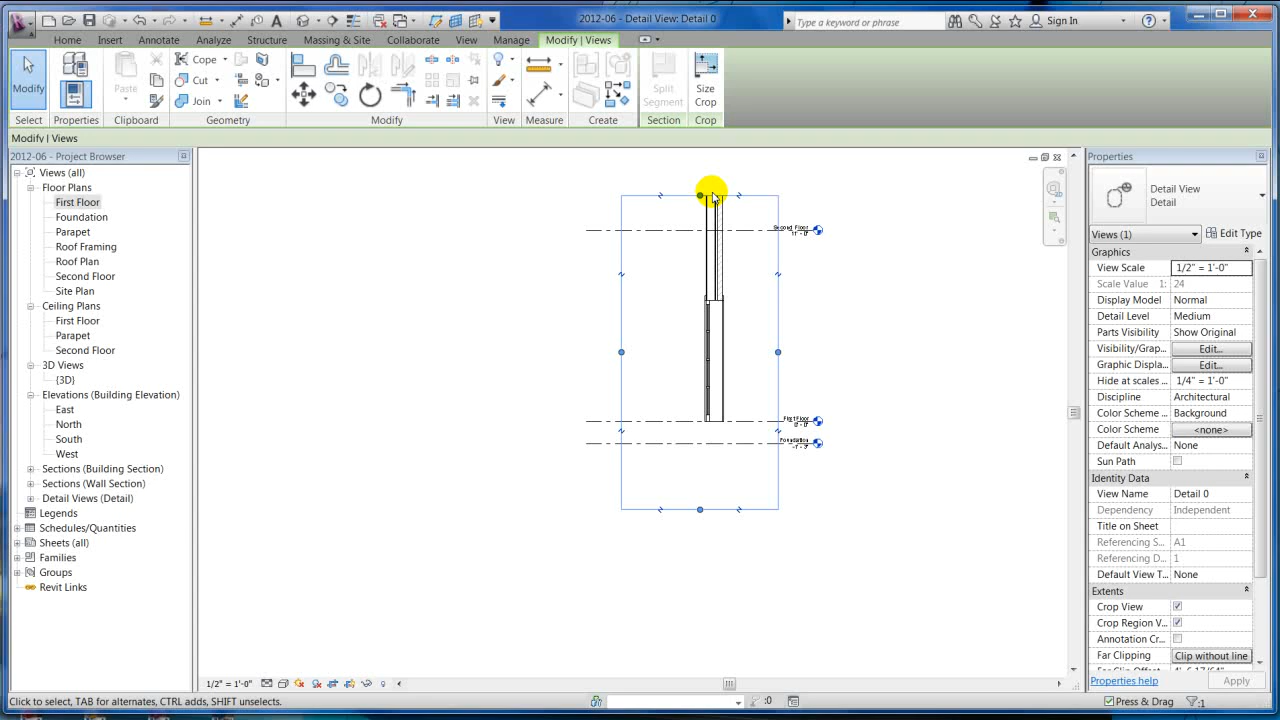 2012-06 - Detail View: Detail 0
Type a keyword or phrase
Sign In
Home Insert Annotate Analyze Structure Massing & Site Collaborate View Manage Modify | Views
Modify
Paste
Cope
Cut
Join
Split Segment
Size Crop
Select Properties Clipboard Geometry Modify View Measure Create Section Crop
Modify | Views
2012-06 - Project Browser
Views (all)
Floor Plans
First Floor
Foundation
Parapet
Roof Framing
Roof Plan
Second Floor
Site Plan
Ceiling Plans
First Floor
Parapet
Second Floor
3D Views
{3D}
Elevations (Building Elevation)
East
North
South
West
Sections (Building Section)
Sections (Wall Section)
Detail Views (Detail)
Legends
Schedules/Quantities
Sheets (all)
Families
Groups
Revit Links
Second Floor
First Floor
Foundation
1/2" = 1'-0"
Properties
Detail View
Detail
Views (1) Edit Type
Graphics
View Scale 1/2" = 1'-0"
Scale Value 1: 24
Display Model Normal
Detail Level Medium
Parts Visibility Show Original
Visibility/Grap... Edit...
Graphic Displa... Edit...
Hide at scales ... 1/4" = 1'-0"
Discipline Architectural
Color Scheme ... Background
Color Scheme <none>
Default Analys... None
Sun Path
Identity Data
View Name Detail 0
Dependency Independent
Title on Sheet
Referencing S... A1
Referencing D... 1
Default View T... None
Extents
Crop View
Crop Region V...
Annotation Cr...
Far Clipping Clip without line
Properties help Apply
Click to select, TAB for alternates, CTRL adds, SHIFT unselects.
:0
Press & Drag
:1